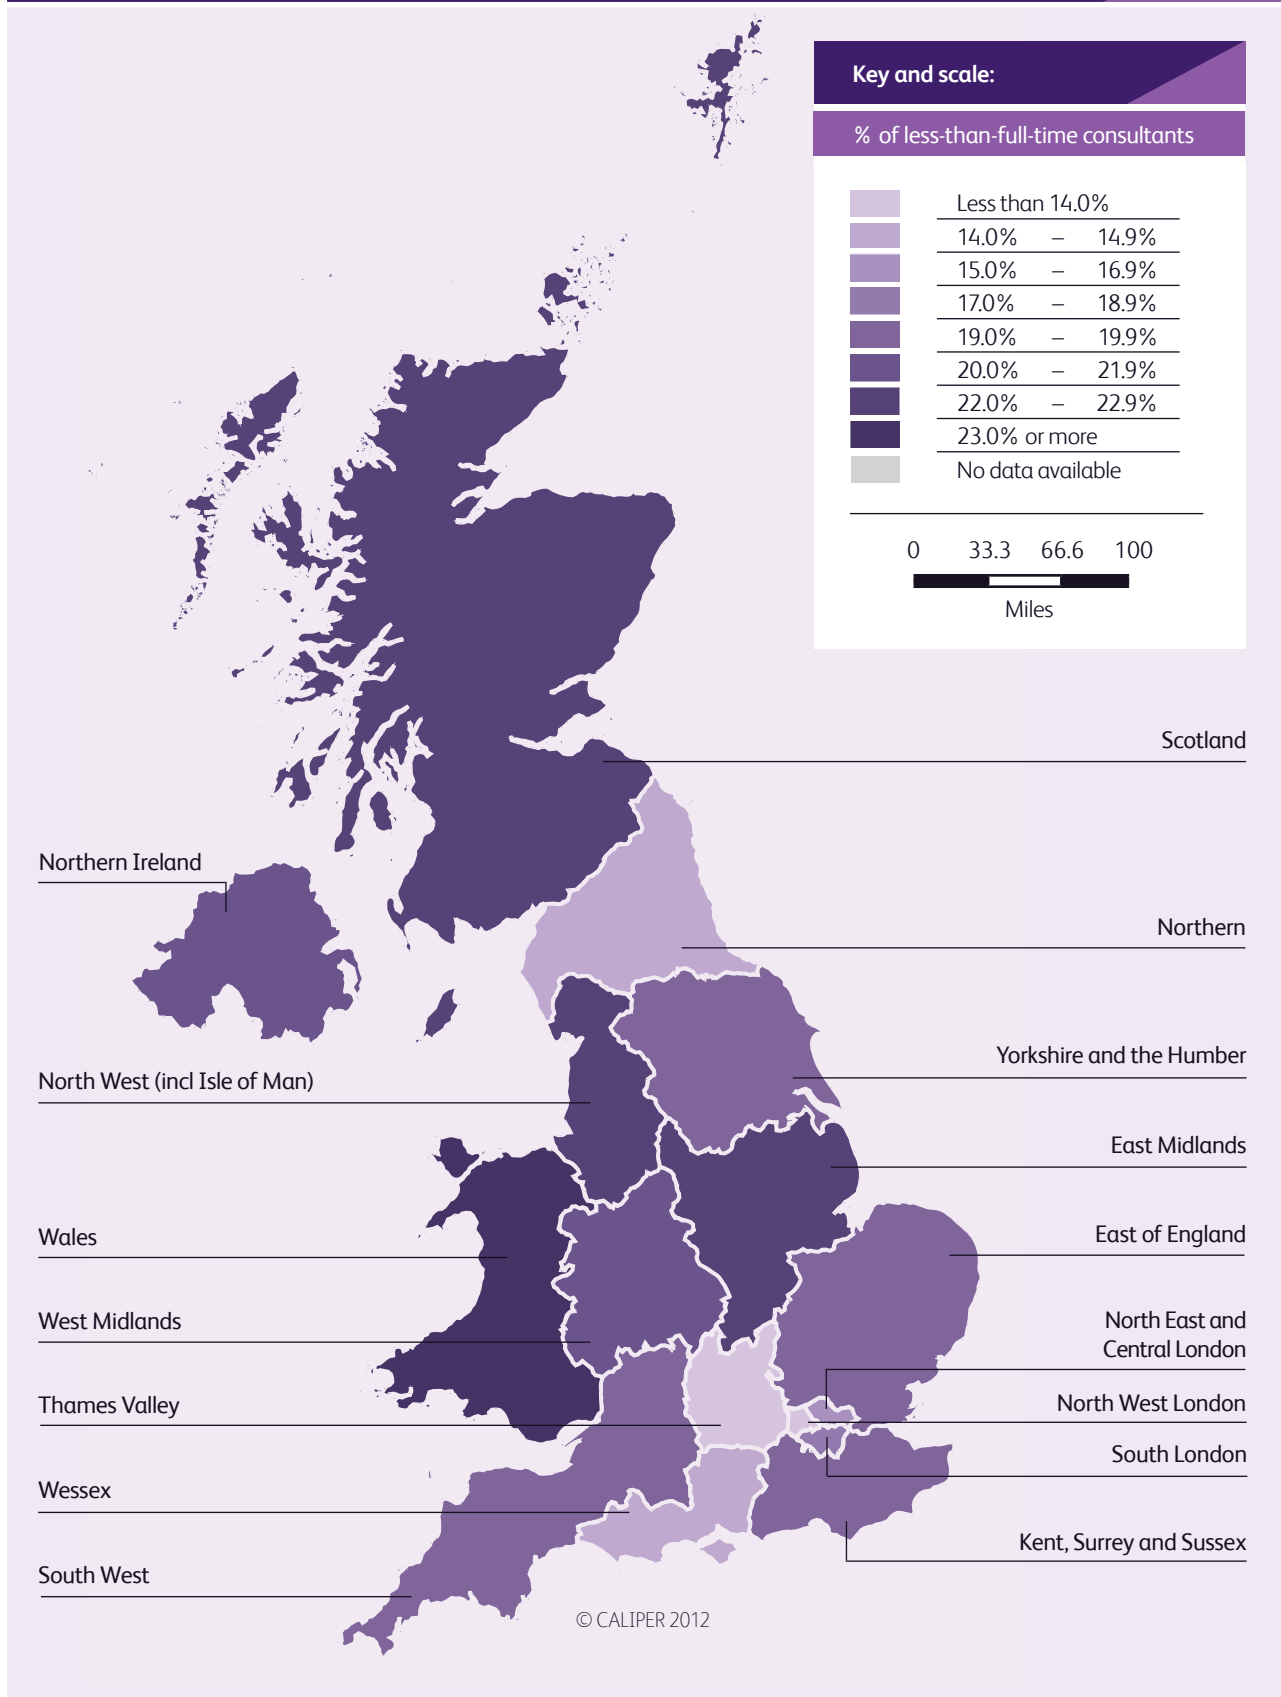 Key and scale:
% of less-than-full-time consultants
Less than 14.0%
14.0% – 14.9%
15.0% – 16.9%
17.0% – 18.9%
19.0% – 19.9%
20.0% – 21.9%
22.0% – 22.9%
23.0% or more
No data available
0 33.3 66.6 100
Miles
Scotland
Northern Ireland
Northern
Yorkshire and the Humber
North West (incl Isle of Man)
East Midlands
Wales
East of England
West Midlands
North East and
Central London
Thames Valley
North West London
South London
Wessex
Kent, Surrey and Sussex
South West
© CALIPER 2012